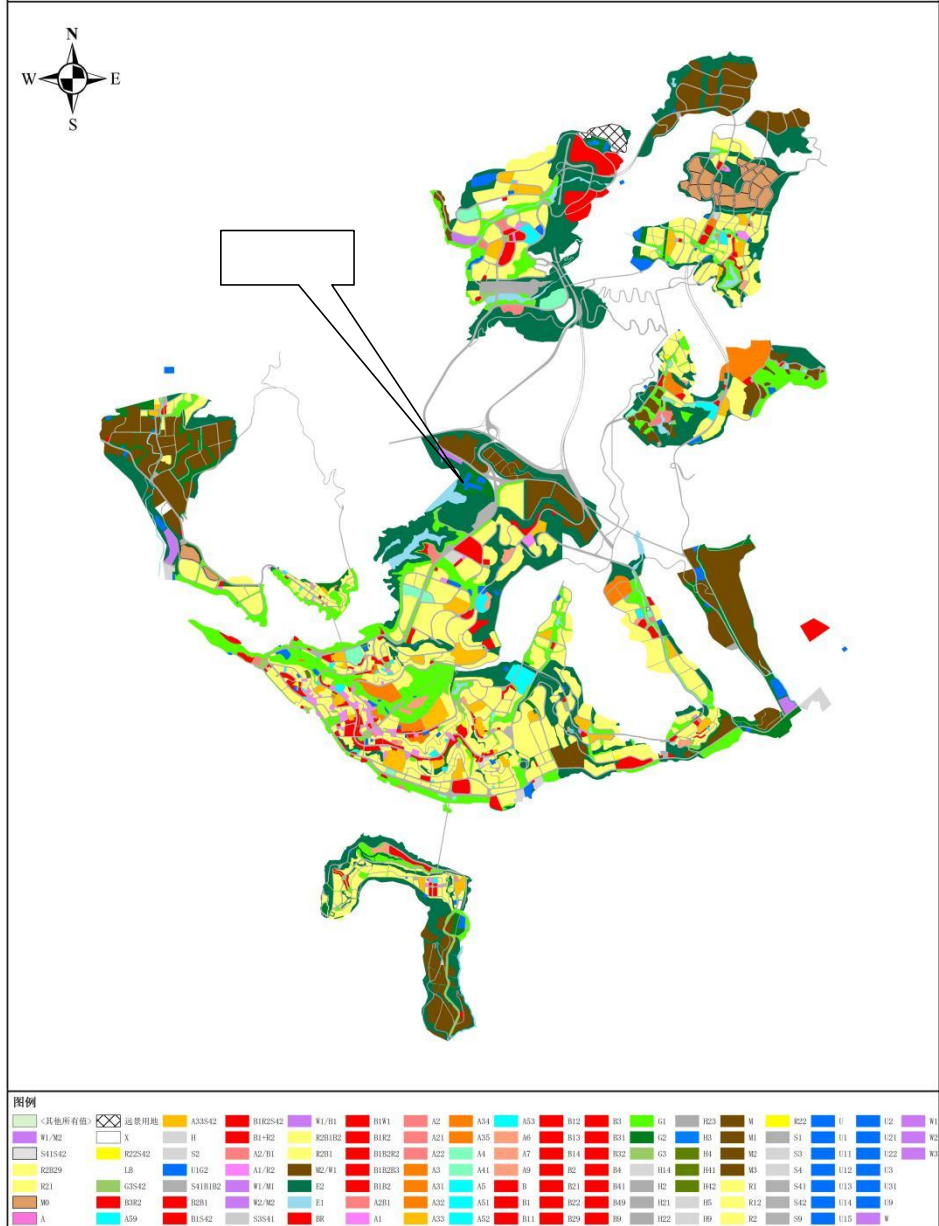 N
W E
S
图例
<其他所有值> 远景用地 A33S42 B1R2S42 W1/B1 B1W1 A2 A34 A53 B12 B3 G1 H23 M R22 U U2 W1
W1/M2 X H B1+R2 R2B1B2 B1R2 A21 A35 A6 B13 B31 G2 H3 M1 S1 U1 U21 W2
S41S42 R22S42 S2 A2/B1 R2B1 B1B2R2 A22 A4 A7 B14 B32 G3 H4 M2 S3 U11 U22 W3
R2B29 LB U1G2 A1/R2 M2/W1 B1B2B3 A3 A41 A9 B2 B4 H H14 H41 M3 S4 U12 U3
R21 G3S42 S41B1B2 W1/M1 E2 B1B2 A31 A5 B B21 B41 H2 H14 H42 R1 S41 U13 U31
M0 B3R2 R2B1 W2/M2 E1 A2B1 A32 A51 B1 B22 B49 H21 H5 R12 S42 U14 U9
A A59 B1S42 S3S41 BR A1 A33 A52 B11 B29 B9 H22 H9 R2 S9 U15 W